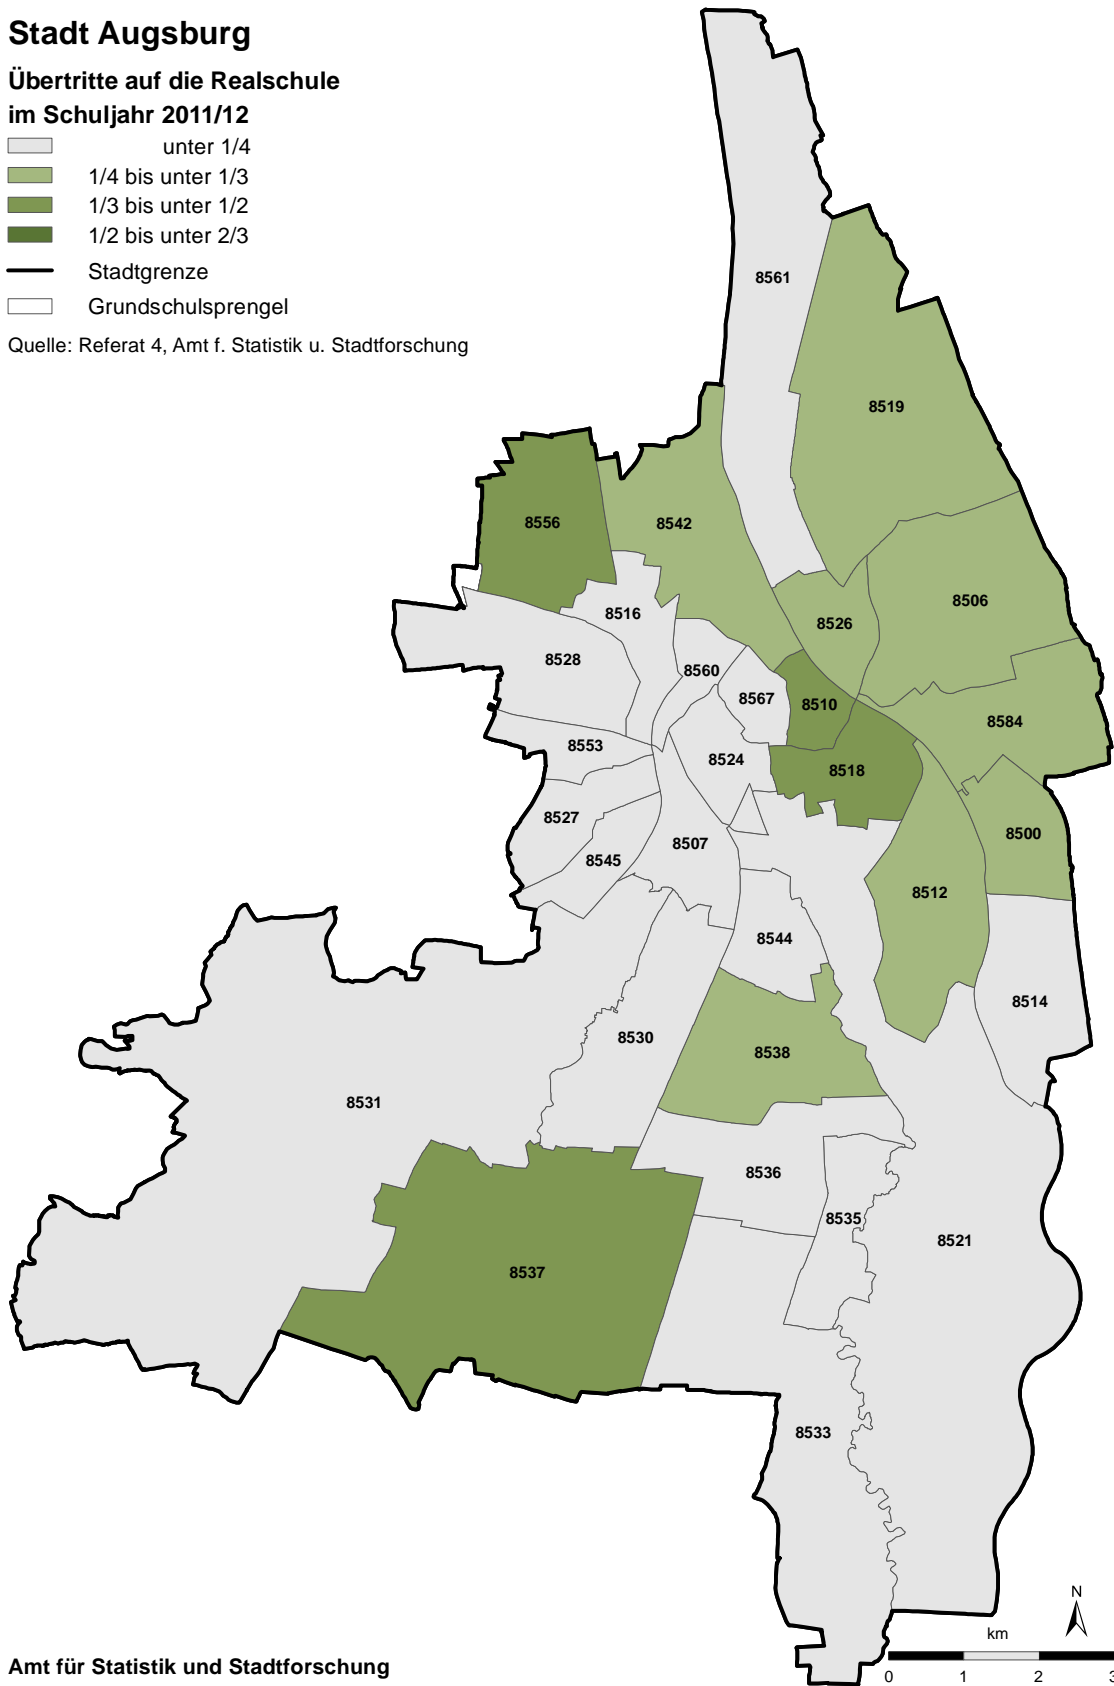 Stadt Augsburg
Übertritte auf die Realschule
im Schuljahr 2011/12
unter 1/4
1/4 bis unter 1/3
1/3 bis unter 1/2
1/2 bis unter 2/3
Stadtgrenze
Grundschulsprengel
Quelle: Referat 4, Amt f. Statistik u. Stadtforschung
8561
8519
8556
8542
8506
8516
8526
8528
8560
8567
8510
8584
8553
8524
8518
8527
8507
8500
8545
8512
8544
8514
8530
8538
8531
8536
8535
8521
8537
8533
N
km
0 1 2 3
Amt für Statistik und Stadtforschung